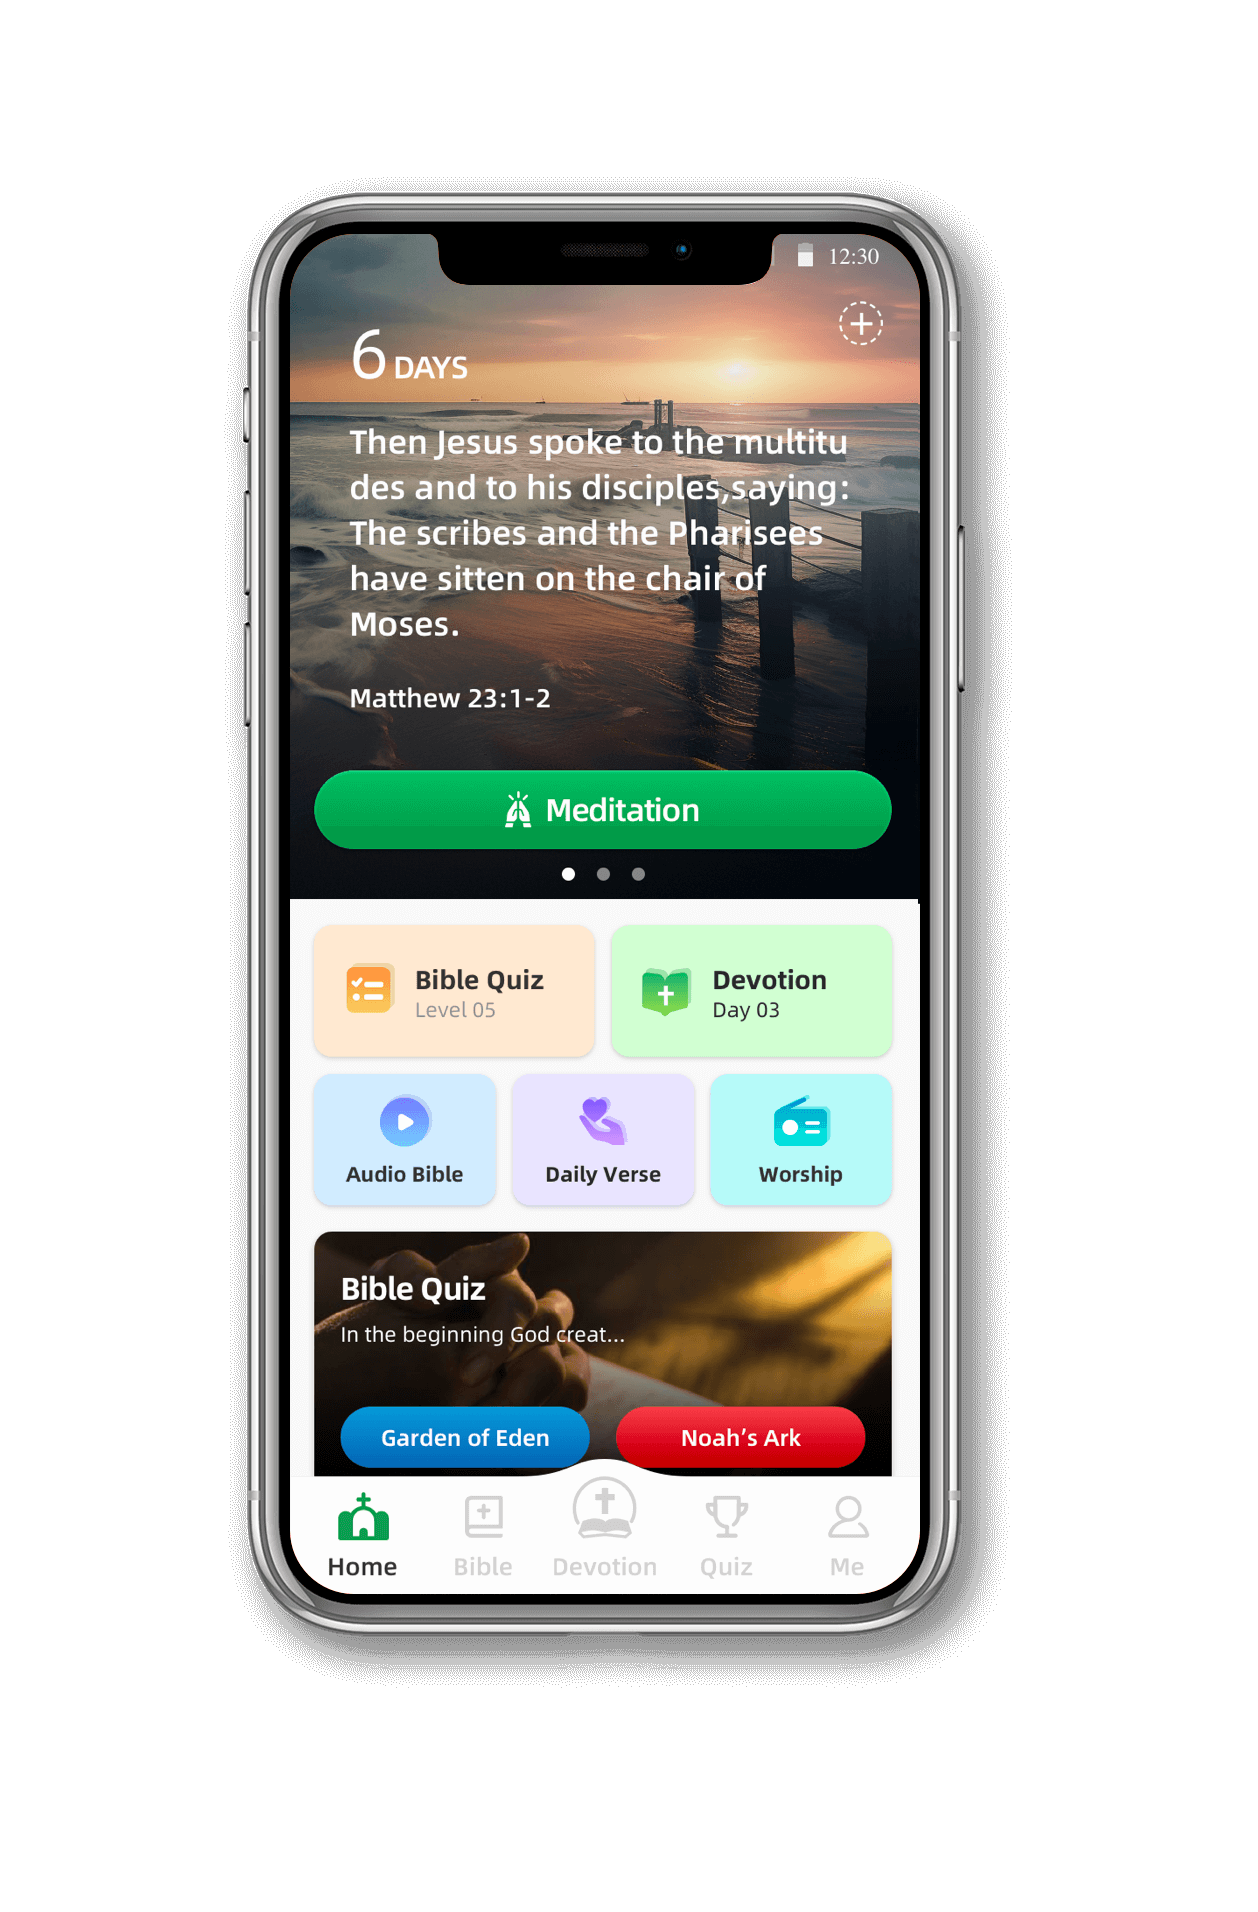 12:30
6 DAYS
Then Jesus spoke to the multitu
des and to his disciples,saying:
The scribes and the Pharisees
have sitten on the chair of
Moses.
Matthew 23:1-2
Meditation
Bible Quiz
Level 05
Devotion
Day 03
Audio Bible
Daily Verse
Worship
Bible Quiz
In the beginning God creat...
Garden of Eden
Noah’s Ark
Home
Bible
Devotion
Quiz
Me